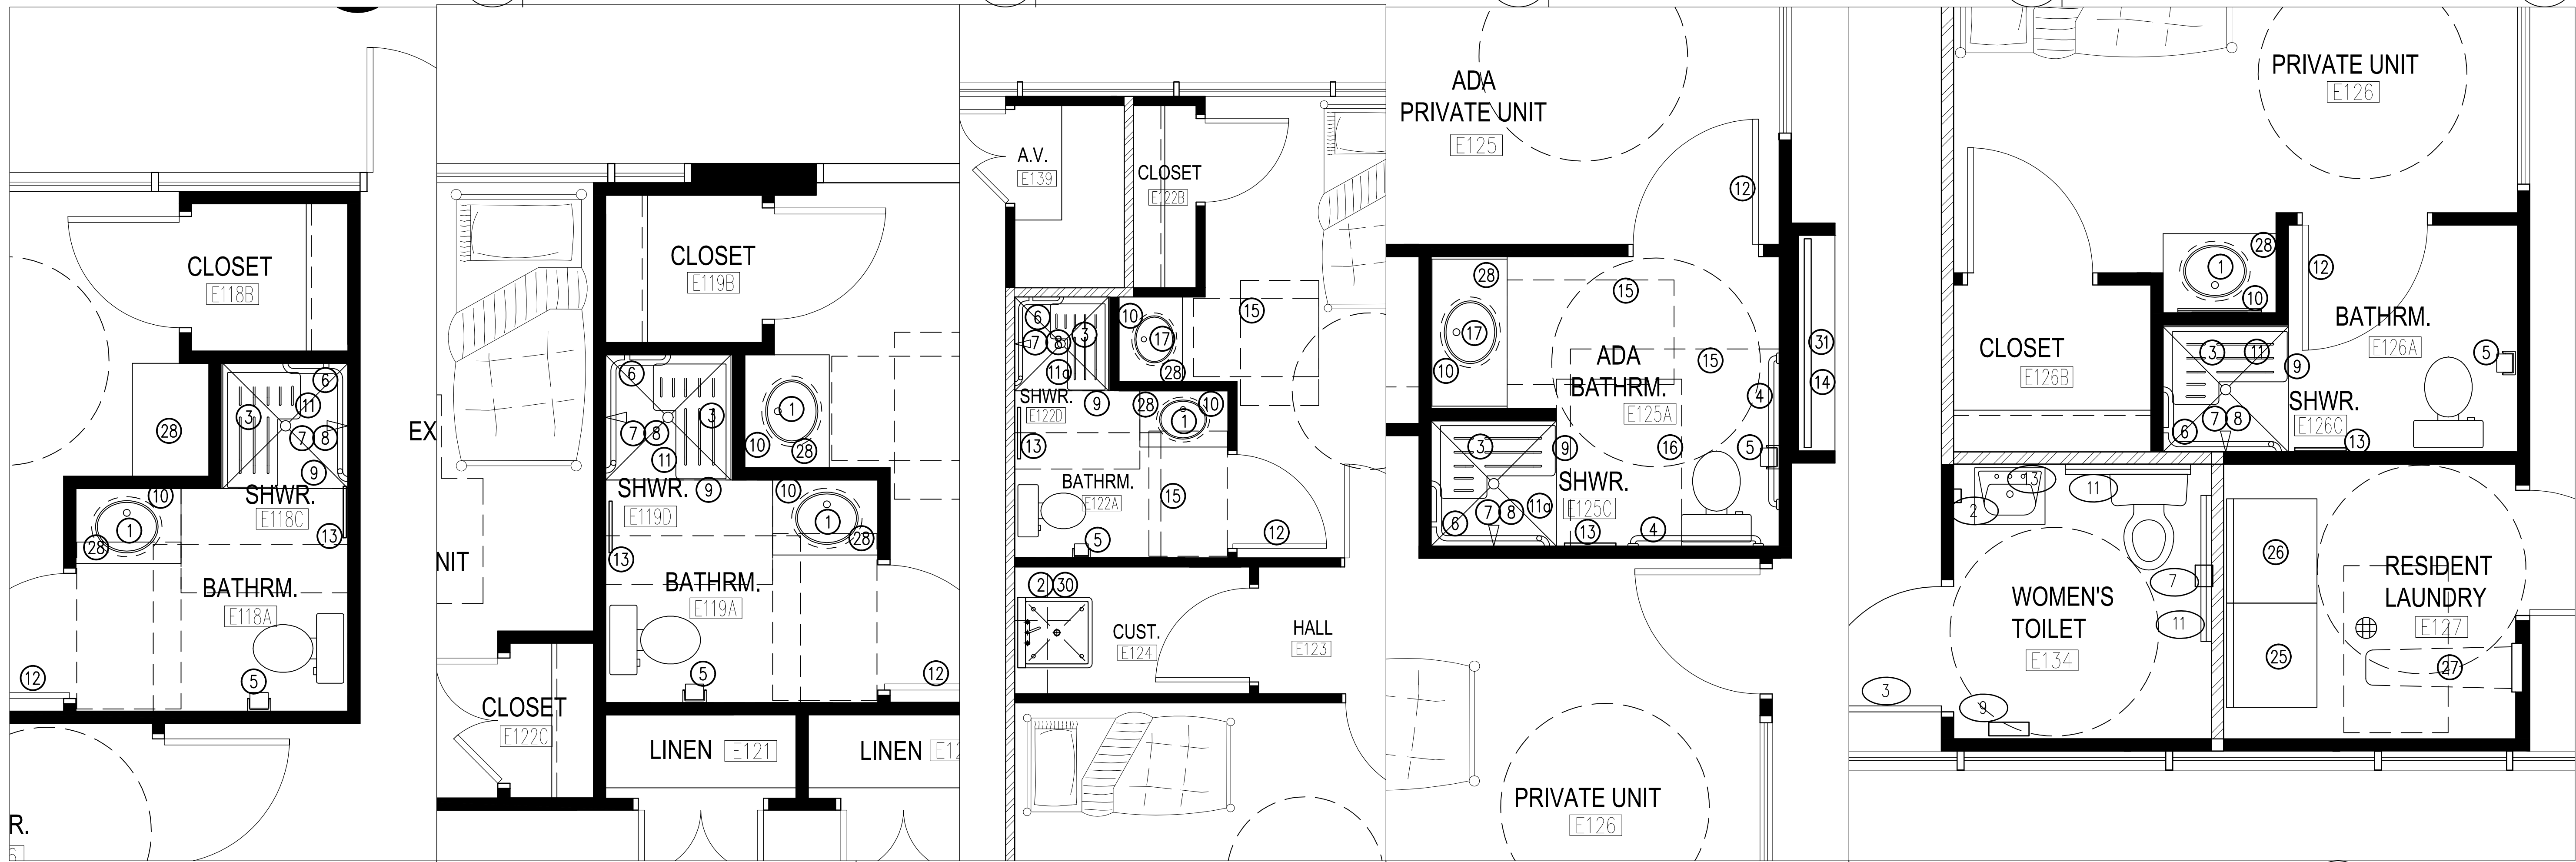 CLOSET
E118B
6
3
11
28
7
8
9
10
SHWR.
E118C
1
13
28
BATHRM.
E118A
12
5
R.
CLOSET
E119B
EX
6
3
1
7
8
10
28
11
SHWR.
9
E119D
10
1
28
13
NIT
BATHRM.
E119A
5
12
CLOSET
E122C
LINEN
E121
LINEN
A.V.
E139
CLOSET
E122B
6
3
10
15
7
8
17
11a
28
SHWR.
E122D
9
28
10
1
13
BATHRM.
E122A
15
5
12
2
30
CUST.
E124
HALL
E123
ADA
PRIVATE UNIT
E125
12
28
15
17
31
10
ADA
BATHRM.
E125A
15
14
4
3
9
16
5
SHWR.
E125C
11a
6
7
8
13
4
PRIVATE UNIT
E126
PRIVATE UNIT
E126
28
1
12
10
BATHRM.
E126A
CLOSET
E126B
3
11
9
5
SHWR.
E126C
7
8
6
13
3
11
2
26
RESIDENT
LAUNDRY
E127
7
WOMEN'S
TOILET
E134
11
25
27
3
9